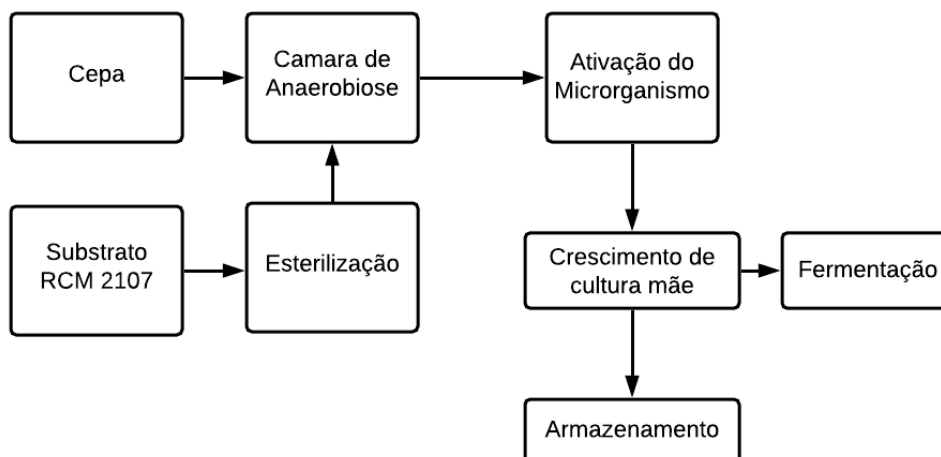 Cepa
Camara de
Anaerobiose
Ativação do
Microrganismo
Substrato
RCM 2107
Esterilização
Crescimento de
cultura mãe
Fermentação
Armazenamento